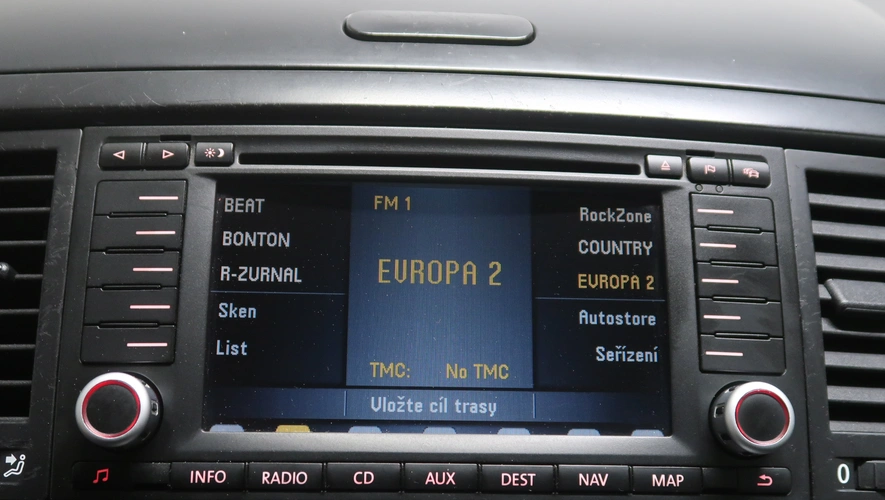 BEAT
FM 1
RockZone
BONTON
COUNTRY
R-ZURNAL
EVROPA 2
EVROPA 2
Sken
Autostore
List
Seřízení
TMC: No TMC
Vložte cíl trasy
INFO RADIO CD AUX DEST NAV MAP
0